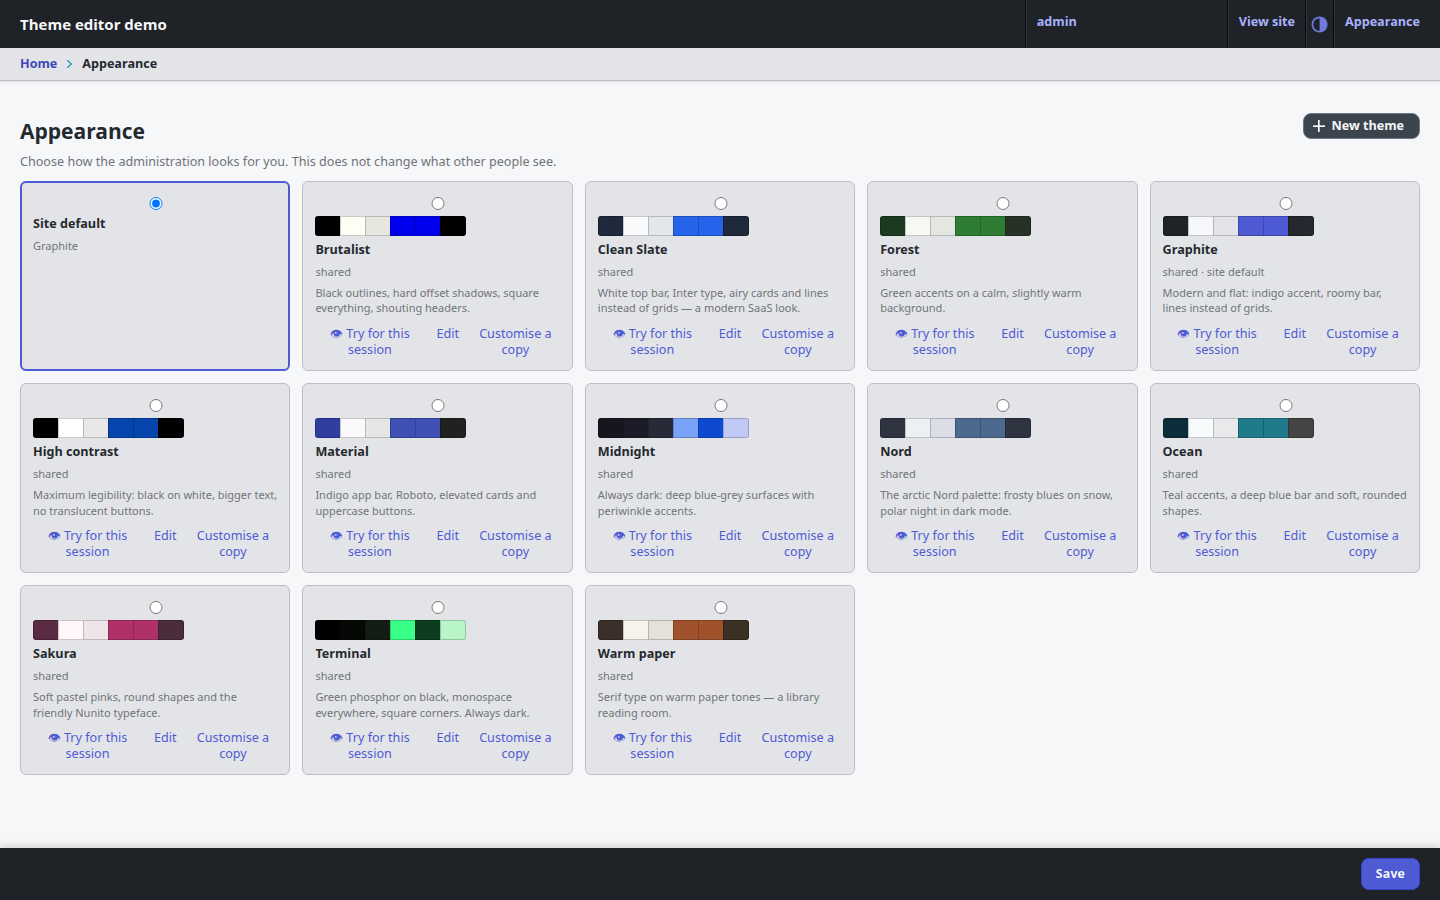 Theme editor demo
admin
View site
Appearance
Home
Appearance
Appearance
New theme
Choose how the administration looks for you. This does not change what other people see.
Site default
Graphite
Brutalist
shared
Black outlines, hard offset shadows, square
everything, shouting headers.
Try for this
session
Edit
Customise a
copy
Clean Slate
shared
White top bar, Inter type, airy cards and lines
instead of grids — a modern SaaS look.
Try for this
session
Edit
Customise a
copy
Forest
shared
Green accents on a calm, slightly warm
background.
Try for this
session
Edit
Customise a
copy
Graphite
shared · site default
Modern and flat: indigo accent, roomy bar,
lines instead of grids.
Try for this
session
Edit
Customise a
copy
High contrast
shared
Maximum legibility: black on white, bigger text,
no translucent buttons.
Try for this
session
Edit
Customise a
copy
Material
shared
Indigo app bar, Roboto, elevated cards and
uppercase buttons.
Try for this
session
Edit
Customise a
copy
Midnight
shared
Always dark: deep blue-grey surfaces with
periwinkle accents.
Try for this
session
Edit
Customise a
copy
Nord
shared
The arctic Nord palette: frosty blues on snow,
polar night in dark mode.
Try for this
session
Edit
Customise a
copy
Ocean
shared
Teal accents, a deep blue bar and soft, rounded
shapes.
Try for this
session
Edit
Customise a
copy
Sakura
shared
Soft pastel pinks, round shapes and the
friendly Nunito typeface.
Try for this
session
Edit
Customise a
copy
Terminal
shared
Green phosphor on black, monospace
everywhere, square corners. Always dark.
Try for this
session
Edit
Customise a
copy
Warm paper
shared
Serif type on warm paper tones — a library
reading room.
Try for this
session
Edit
Customise a
copy
Save